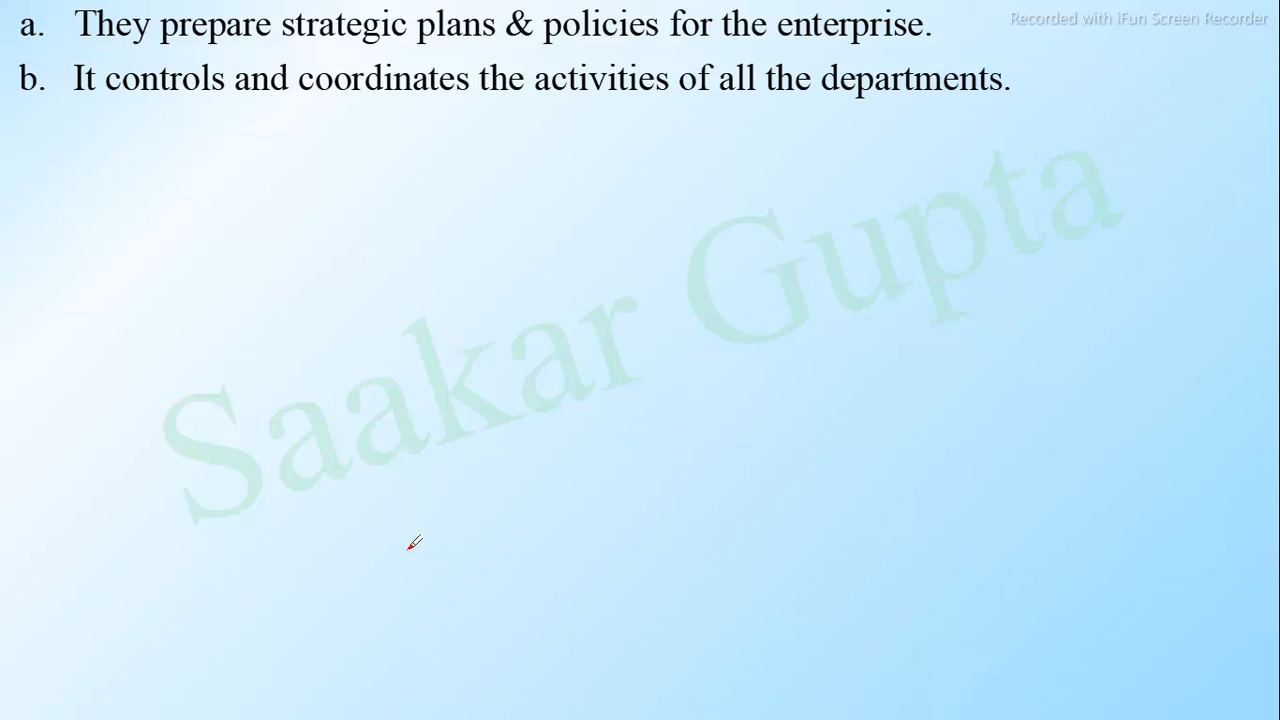 a. They prepare strategic plans & policies for the enterprise.
Recorded with iFun Screen Recorder
b. It controls and coordinates the activities of all the departments.
Saakar Gupta